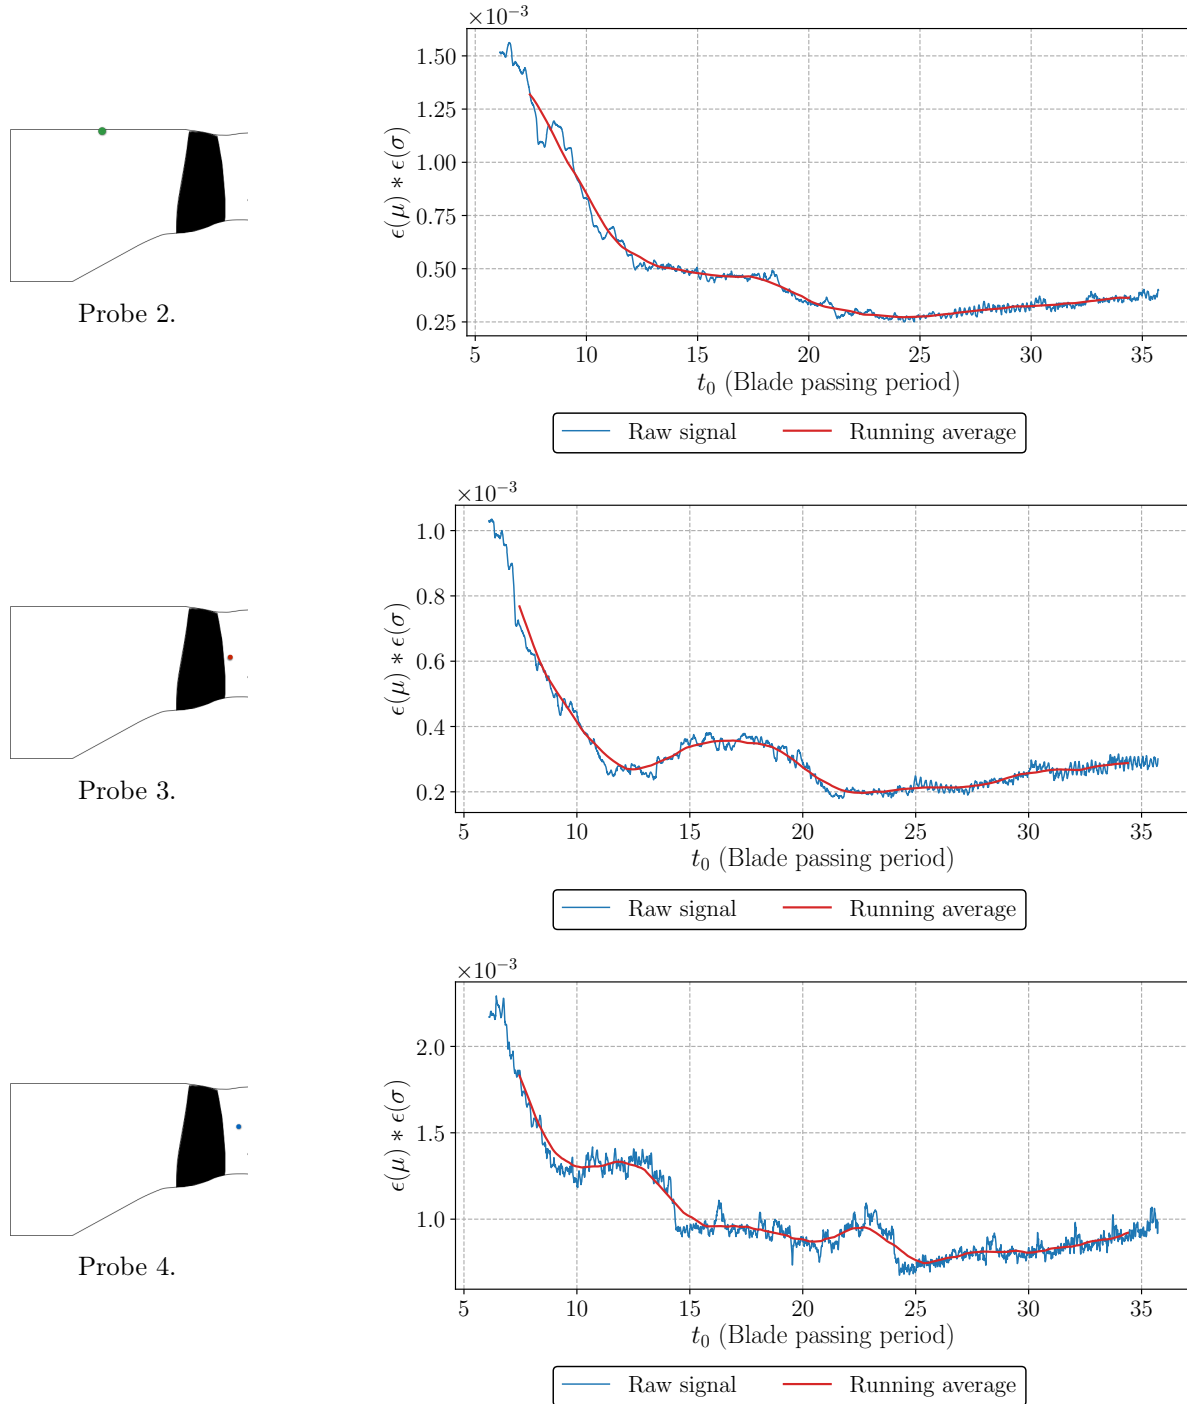 ×10⁻³
1.50
1.25
1.00
0.75
0.50
0.25
ϵ(μ) * ϵ(σ)
5 10 15 20 25 30 35
t₀ (Blade passing period)
Probe 2.
Raw signal Running average
×10⁻³
1.0
0.8
0.6
0.4
0.2
ϵ(μ) * ϵ(σ)
5 10 15 20 25 30 35
t₀ (Blade passing period)
Probe 3.
Raw signal Running average
×10⁻³
2.0
1.5
1.0
ϵ(μ) * ϵ(σ)
5 10 15 20 25 30 35
t₀ (Blade passing period)
Probe 4.
Raw signal Running average